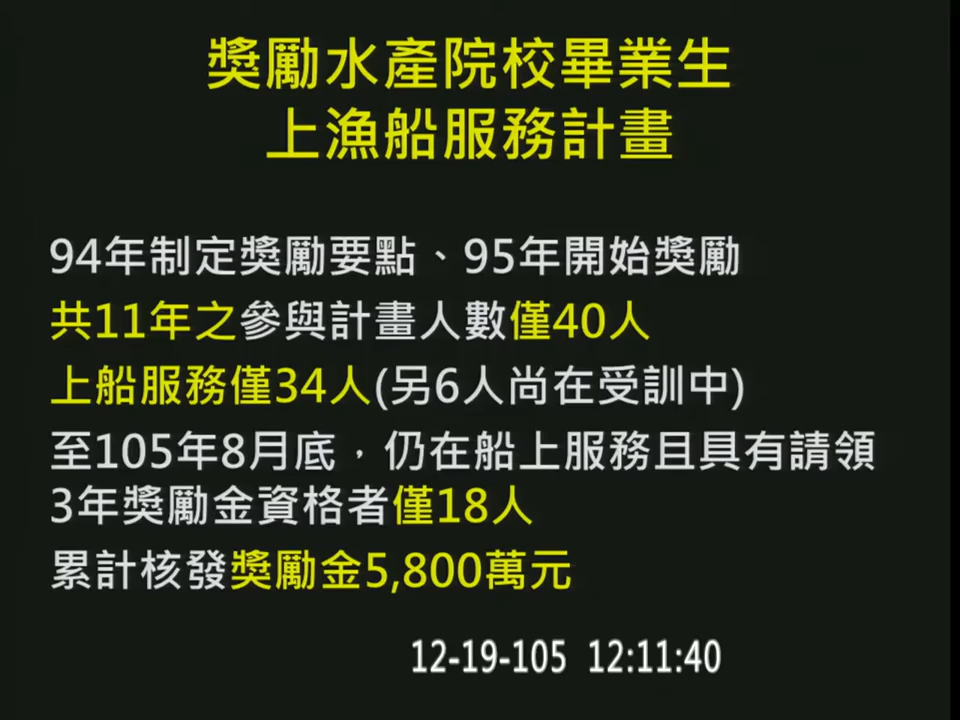 獎勵水產院校畢業生
上漁船服務計畫
94年制定獎勵要點、95年開始獎勵
共11年之參與計畫人數僅40人
上船服務僅34人(另6人尚在受訓中)
至105年8月底，仍在船上服務且具有請領
3年獎勵金資格者僅18人
累計核發獎勵金5,800萬元
12-19-105 12:11:40